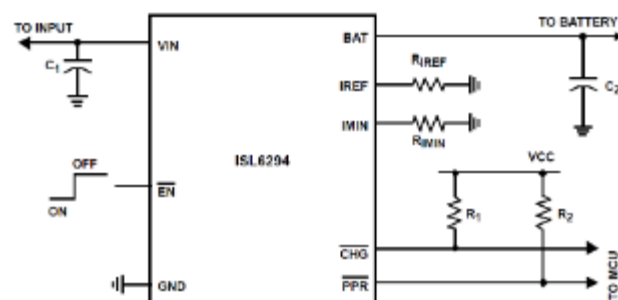 TO INPUT
TO BATTERY
VIN
BAT
C1
RIREF
IREF
C2
IMIN
RIMIN
ISL6294
VCC
OFF
ON
EN
R1
R2
CHG
GND
PPR
TO MCU